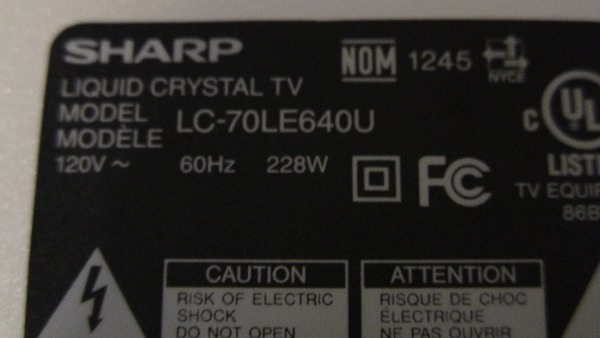 SHARP
LIQUID CRYSTAL TV
MODEL
MODÈLE LC-70LE640U
120V ~ 60Hz 228W
NOM 1245 NYCE
C UL
FC
TV
CAUTION
RISK OF ELECTRIC
SHOCK
DO NOT OPEN
ATTENTION
RISQUE DE CHOC
ÉLECTRIQUE
NE PAS OUVRIR